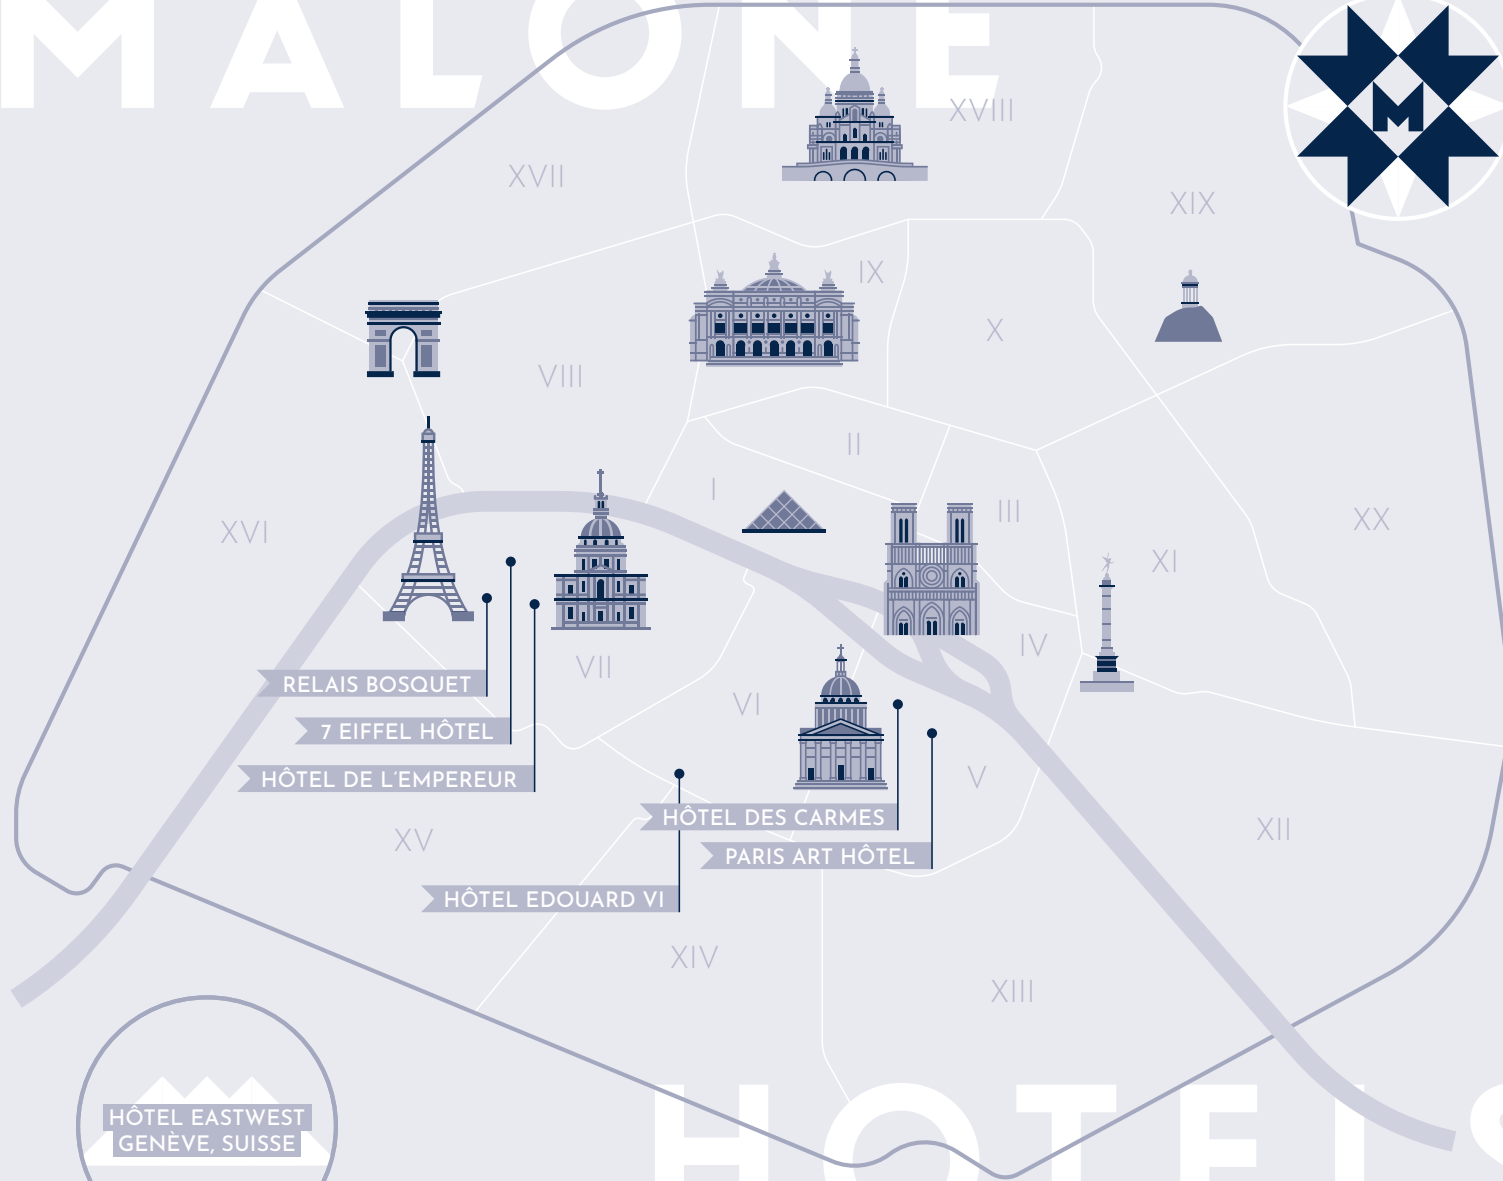 MALONE
M
XVIII
XVII
XIX
IX
X
VIII
II
I
III
XX
XVI
XI
IV
VII
RELAIS BOSQUET
VI
7 EIFFEL HÔTEL
HÔTEL DE L'EMPEREUR
V
HÔTEL DES CARMES
XII
XV
PARIS ART HÔTEL
HÔTEL EDOUARD VI
XIV
XIII
HOTELS
HÔTEL EASTWEST
GENÈVE, SUISSE